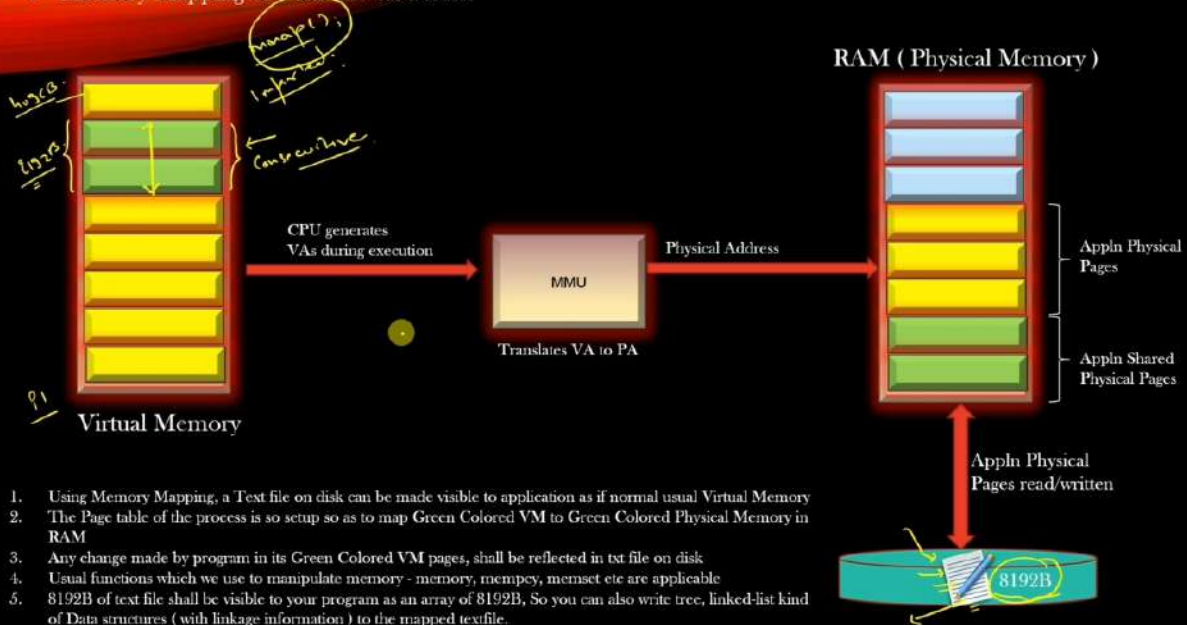 mmap();
Imported.
4096B.
8192B.
Consecutive
RAM ( Physical Memory )
CPU generates
VAs during execution
Physical Address
MMU
Translates VA to PA
Appln Physical
Pages
Appln Shared
Physical Pages
P1
Virtual Memory
Appln Physical
Pages read/written
8192B
1. Using Memory Mapping, a Text file on disk can be made visible to application as if normal usual Virtual Memory
2. The Page table of the process is so setup so as to map Green Colored VM to Green Colored Physical Memory in
RAM
3. Any change made by program in its Green Colored VM pages, shall be reflected in txt file on disk
4. Usual functions which we use to manipulate memory - memory, mempcy, memset etc are applicable
5. 8192B of text file shall be visible to your program as an array of 8192B, So you can also write tree, linked-list kind
of Data structures ( with linkage information ) to the mapped textfile.